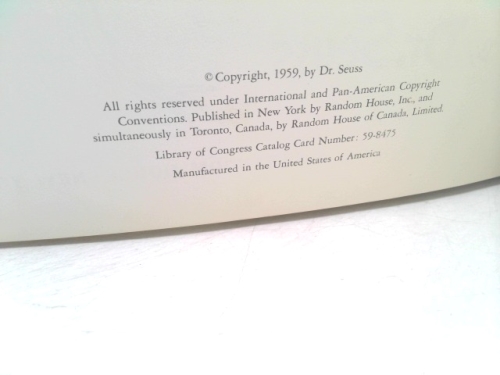 © Copyright, 1959, by Dr. Seuss
All rights reserved under International and Pan-American Copyright
Conventions. Published in New York by Random House, Inc., and
simultaneously in Toronto, Canada, by Random House of Canada, Limited.
Library of Congress Catalog Card Number: 59-8475
Manufactured in the United States of America